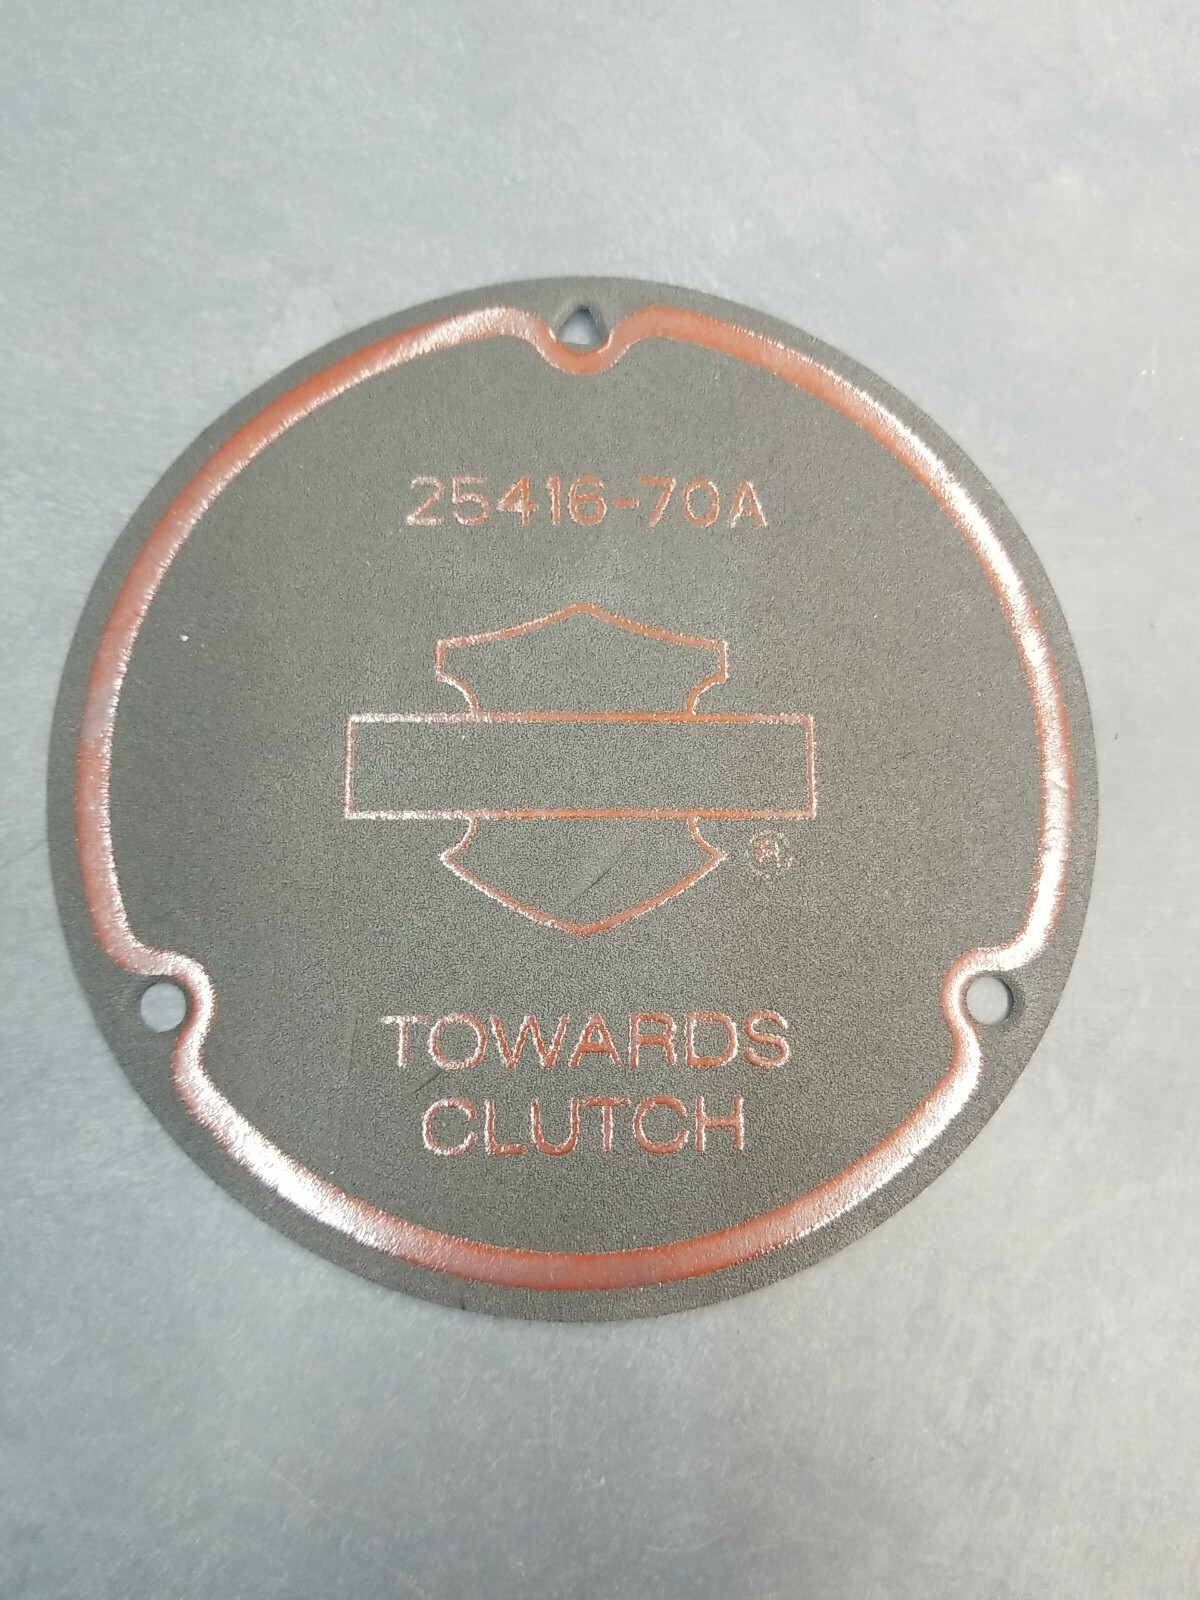 25416-70A
®
TOWARDS
CLUTCH